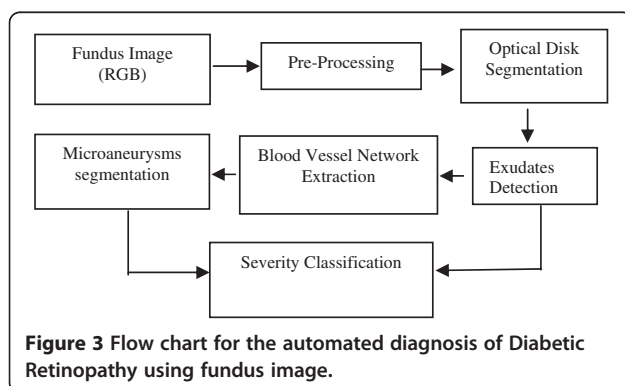 Fundus Image
(RGB)
Pre-Processing
Optical Disk
Segmentation
Microaneurysms
segmentation
Blood Vessel Network
Extraction
Exudates
Detection
Severity Classification
Figure 3 Flow chart for the automated diagnosis of Diabetic
Retinopathy using fundus image.